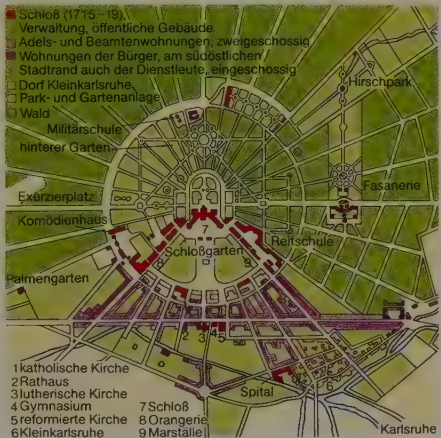 Schloß (1715–19)
Verwaltung, öffentliche Gebäude
Adels- und Beamtenwohnungen, zweigeschossig
Wohnungen der Bürger, am südöstlichen
Stadtrand auch der Dienstleute, eingeschossig
Dorf Kleinkarlsruhe
Park- und Gartenanlage
Wald
Hirschpark
Militärschule
hinterer Garten
Exerzierplatz
Fasanerie
Komödienhaus
7
Reitschule
Schloßgarten
8
9
Palmengarten
1
2 3 4 5
6
1 katholische Kirche
2 Rathaus
3 lutherische Kirche
4 Gymnasium
5 reformierte Kirche
6 Kleinkarlsruhe
7 Schloß
8 Orangerie
9 Marställe
Spital
Karlsruhe